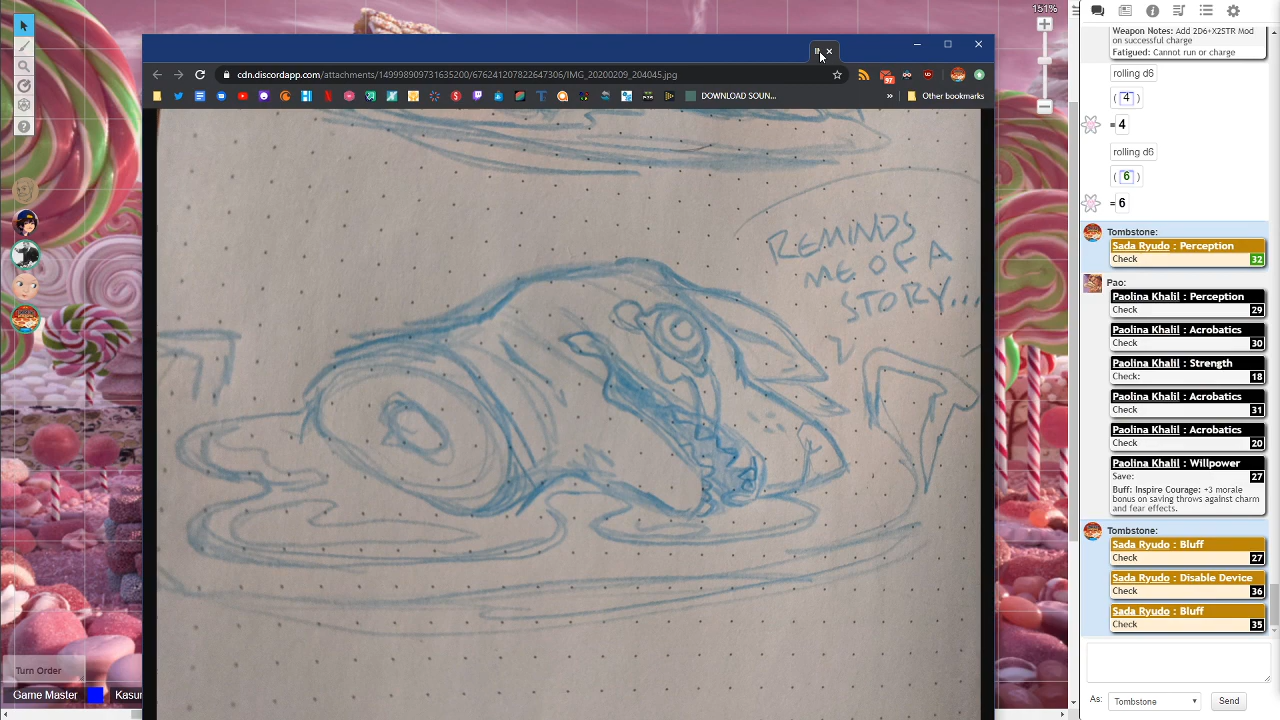 151%
cdn.discordapp.com/attachments/149998909731635200/676241207822647306/IMG_20200209_204045.jpg
97
DOWNLOAD SOUN...
»
Other bookmarks
REMINDS
ME OF A
STORY...
Turn Order
Game Master
Kasur
Weapon Notes: Add 2D6+X2STR Mod
on successful charge
Fatigued: Cannot run or charge
rolling d6
( 4 )
= 4
rolling d6
( 6 )
= 6
Tombstone:
Sada Ryudo : Perception
Check 32
Pao:
Paolina Khalil : Perception
Check 29
Paolina Khalil : Acrobatics
Check 30
Paolina Khalil : Strength
Check: 18
Paolina Khalil : Acrobatics
Check 31
Paolina Khalil : Acrobatics
Check 20
Paolina Khalil : Willpower
Save: 27
Buff: Inspire Courage: +3 morale
bonus on saving throws against charm
and fear effects.
Tombstone:
Sada Ryudo : Bluff
Check 27
Sada Ryudo : Disable Device
Check 36
Sada Ryudo : Bluff
Check 35
As: Tombstone Send